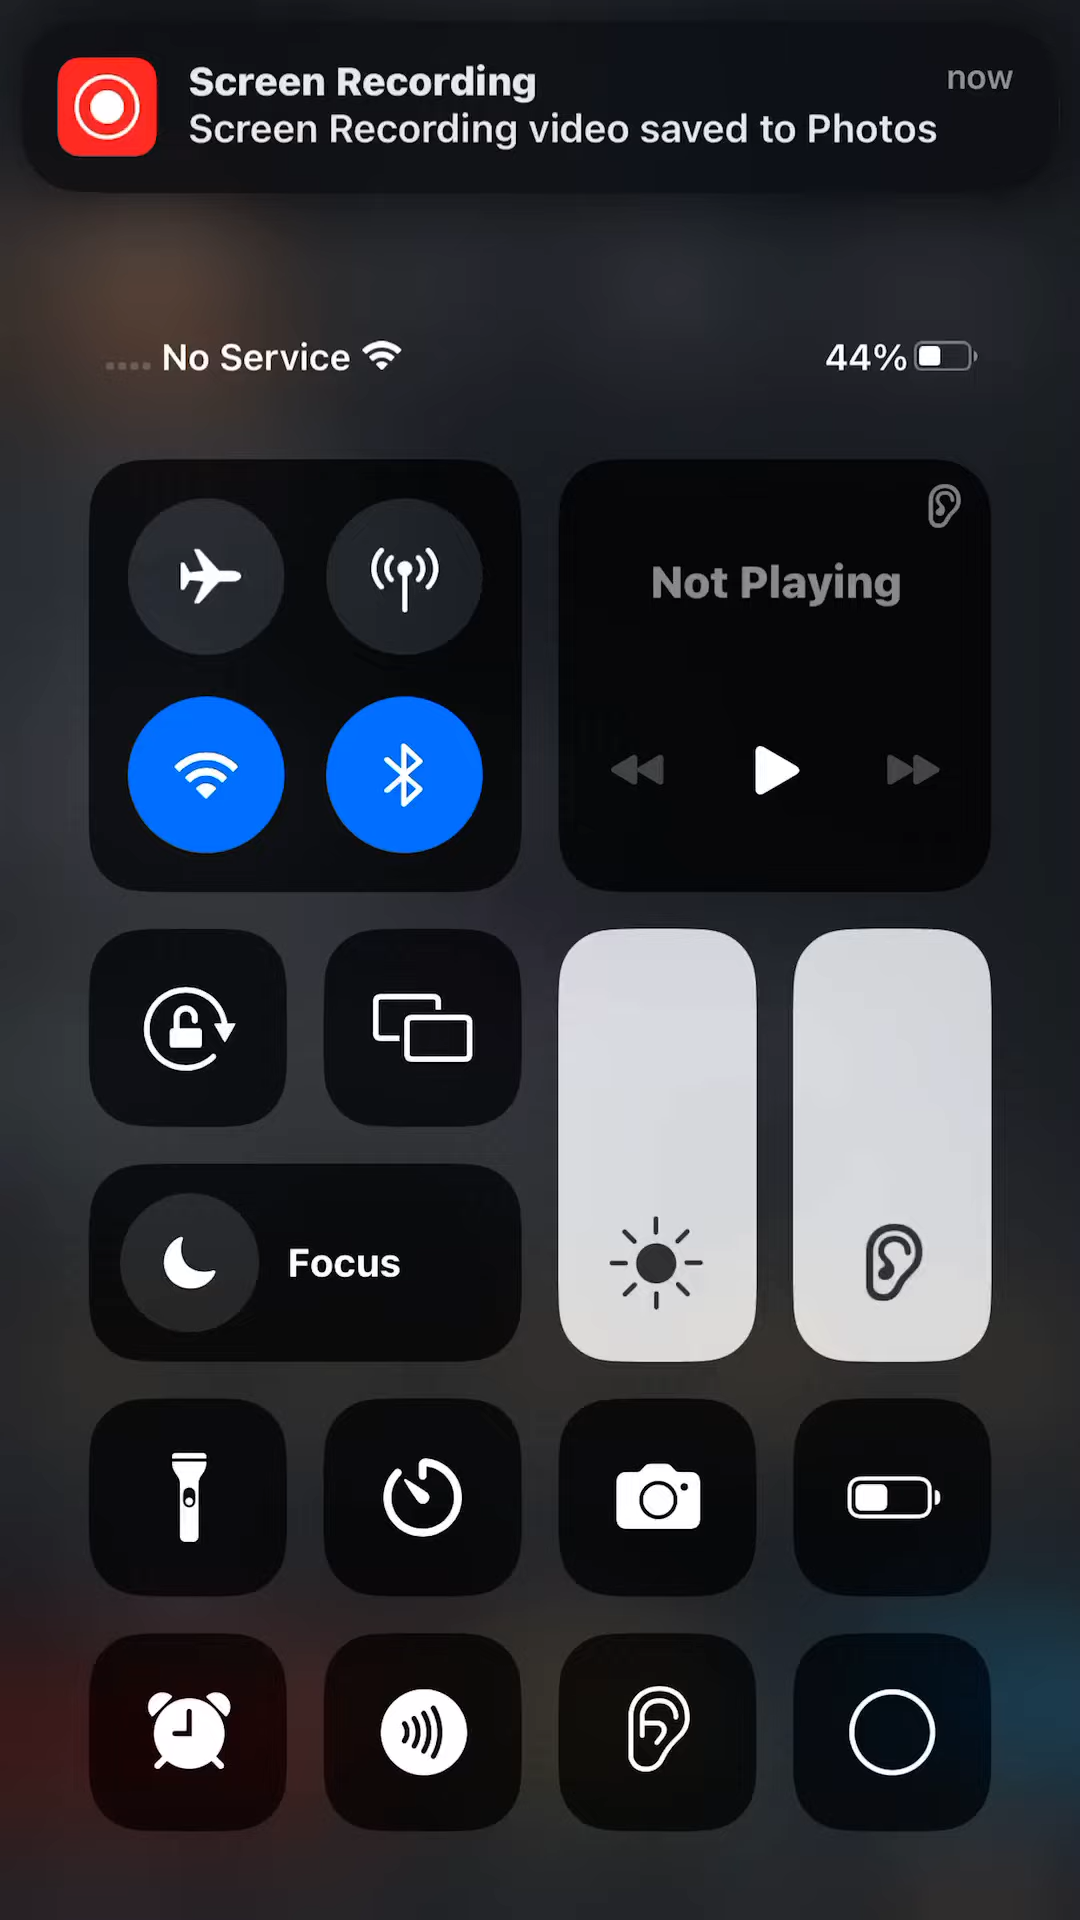 Screen Recording
now
Screen Recording video saved to Photos
No Service
44%
Not Playing
Focus